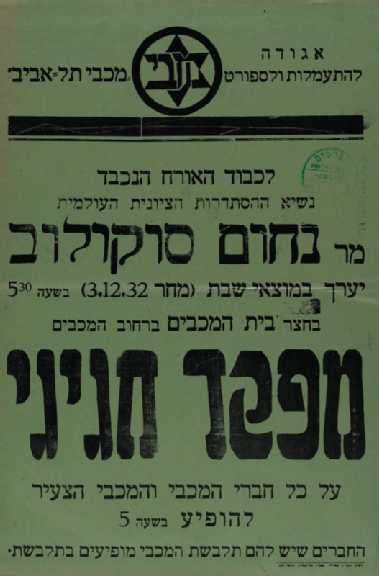 אגודה
להתעמלות ולספורט
מכבי
"מכבי תל-אביב"
לכבוד האורח הנכבד
נשיא ההסתדרות הציונית העולמית
מר נחום סוקולוב
יערך במוצאי שבת (מחר 3.12.32) בשעה 5³⁰
בחצר בית המכבים ברחוב המכבים
מפקד חגיגי
על כל חברי המכבי והמכבי הצעיר
להופיע בשעה 5
החברים שיש להם תלבשת המכבי מופיעים בתלבשת.